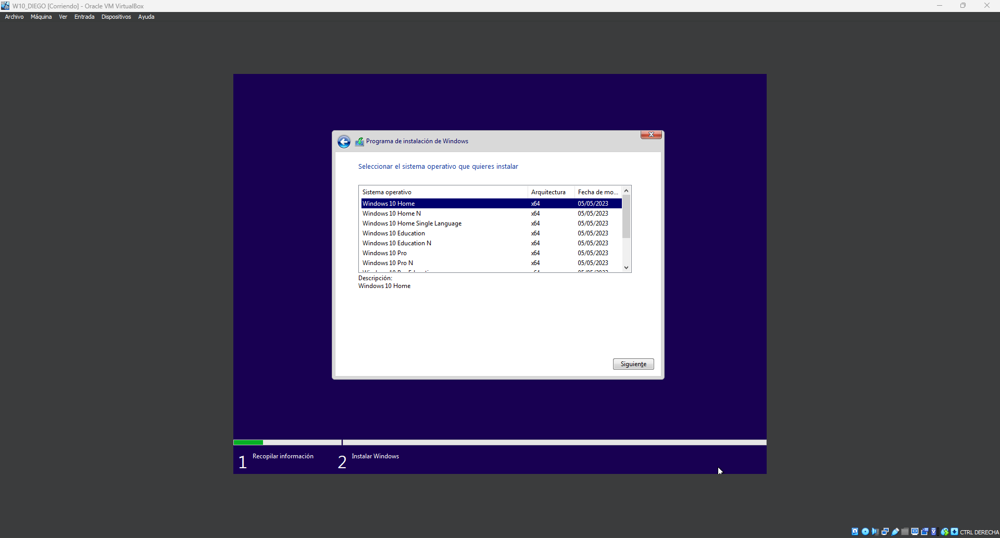 W10_DIEGO [Corriendo] - Oracle VM VirtualBox
Archivo Máquina Ver Entrada Dispositivos Ayuda
Programa de instalación de Windows
Seleccionar el sistema operativo que quieres instalar
Sistema operativo Arquitectura Fecha de mo...
Windows 10 Home x64 05/05/2023
Windows 10 Home N x64 05/05/2023
Windows 10 Home Single Language x64 05/05/2023
Windows 10 Education x64 05/05/2023
Windows 10 Education N x64 05/05/2023
Windows 10 Pro x64 05/05/2023
Windows 10 Pro N x64 05/05/2023
Descripción:
Windows 10 Home
Siguiente
1 Recopilar información 2 Instalar Windows
CTRL DERECHA